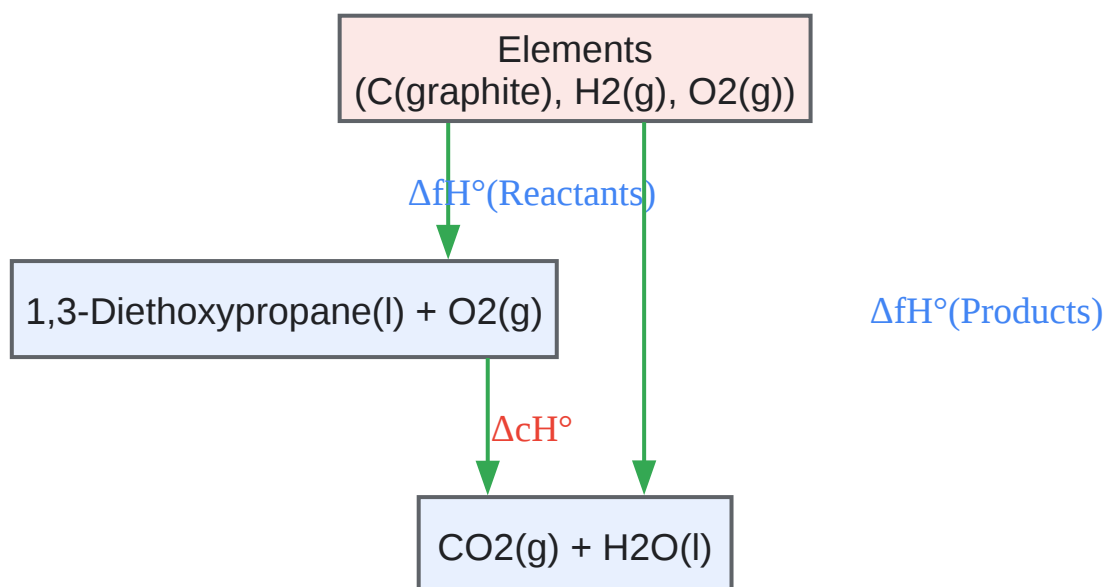 Elements
(C(graphite), H2(g), O2(g))
ΔfH°(Reactants)
1,3-Diethoxypropane(l) + O2(g)
ΔfH°(Products)
ΔcH°
CO2(g) + H2O(l)